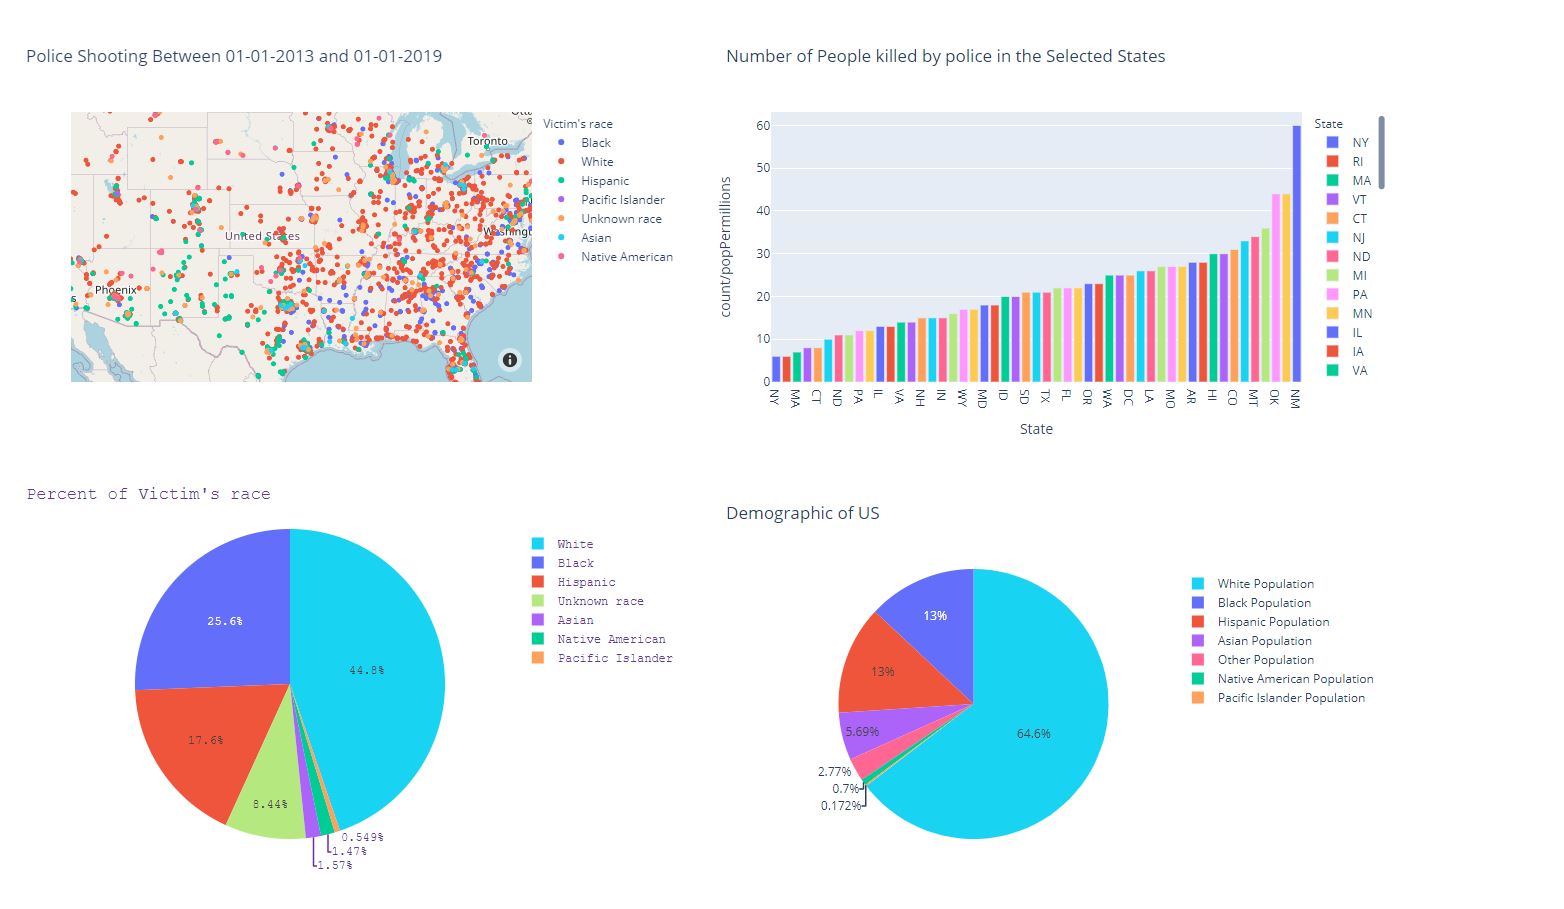 Police Shooting Between 01-01-2013 and 01-01-2019
Toronto
United States
Washingt
Phoenix
Victim's race
Black
White
Hispanic
Pacific Islander
Unknown race
Asian
Native American
Number of People killed by police in the Selected States
count/popPermillions
60
50
40
30
20
10
0
NY
MA
CT
ND
PA
IL
VA
NH
IN
WY
MD
ID
SD
TX
FL
OR
WA
DC
LA
MO
AR
HI
CO
MT
OK
NM
State
State
NY
RI
MA
VT
CT
NJ
ND
MI
PA
MN
IL
IA
VA
Percent of Victim's race
25.6%
44.8%
17.6%
8.44%
0.549%
1.47%
1.57%
White
Black
Hispanic
Unknown race
Asian
Native American
Pacific Islander
Demographic of US
13%
13%
5.69%
64.6%
2.77%
0.7%
0.172%
White Population
Black Population
Hispanic Population
Asian Population
Other Population
Native American Population
Pacific Islander Population